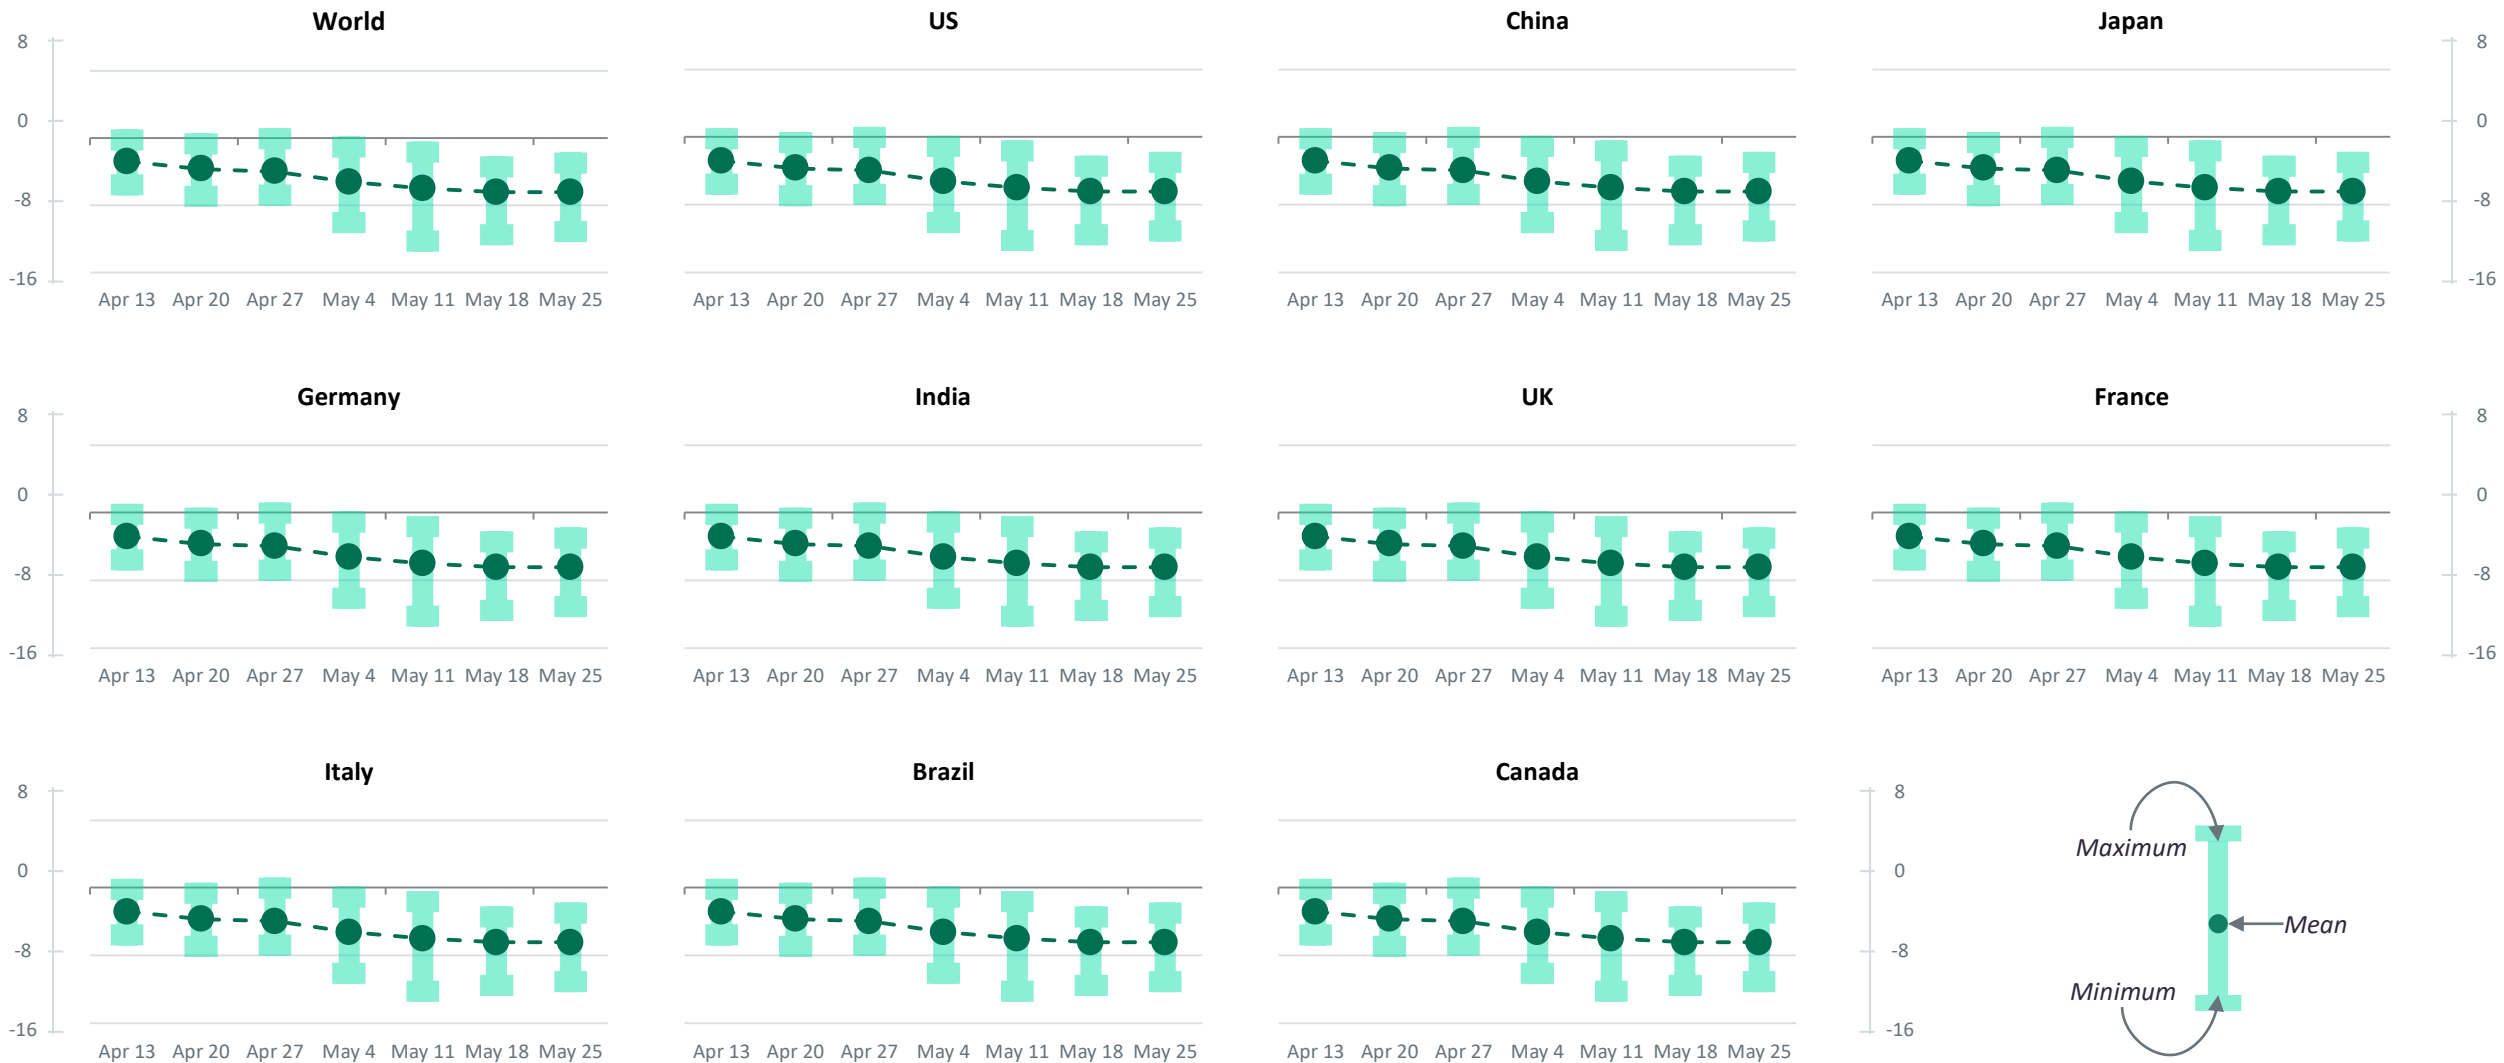 World US China Japan
8 8
0 0
-8 -8
-16 -16
Apr 13 Apr 20 Apr 27 May 4 May 11 May 18 May 25 Apr 13 Apr 20 Apr 27 May 4 May 11 May 18 May 25 Apr 13 Apr 20 Apr 27 May 4 May 11 May 18 May 25 Apr 13 Apr 20 Apr 27 May 4 May 11 May 18 May 25
Germany India UK France
8 8
0 0
-8 -8
-16 -16
Apr 13 Apr 20 Apr 27 May 4 May 11 May 18 May 25 Apr 13 Apr 20 Apr 27 May 4 May 11 May 18 May 25 Apr 13 Apr 20 Apr 27 May 4 May 11 May 18 May 25 Apr 13 Apr 20 Apr 27 May 4 May 11 May 18 May 25
Italy Brazil Canada
8 8
Maximum
0 0
Mean
-8 -8
Minimum
-16 -16
Apr 13 Apr 20 Apr 27 May 4 May 11 May 18 May 25 Apr 13 Apr 20 Apr 27 May 4 May 11 May 18 May 25 Apr 13 Apr 20 Apr 27 May 4 May 11 May 18 May 25